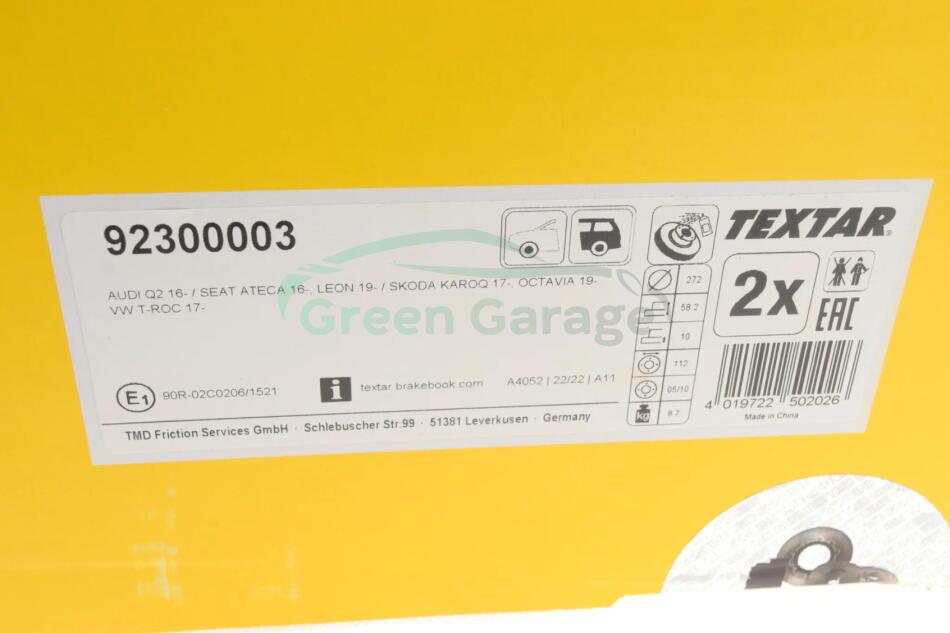 92300003
AUDI Q2 16- / SEAT ATECA 16-, LEON 19- / SKODA KAROQ 17-, OCTAVIA 19-
VW T-ROC 17-
Green Garage
E1 90R-02C0206/1521
i textar.brakebook.com
A4052 | 22/22 | A11
TMD Friction Services GmbH · Schlebuscher Str.99 · 51381 Leverkusen · Germany
272
58.2
10
112
05/10
kg 8.7
TEXTAR®
2x
EAC
4 019722 502026
Made in China